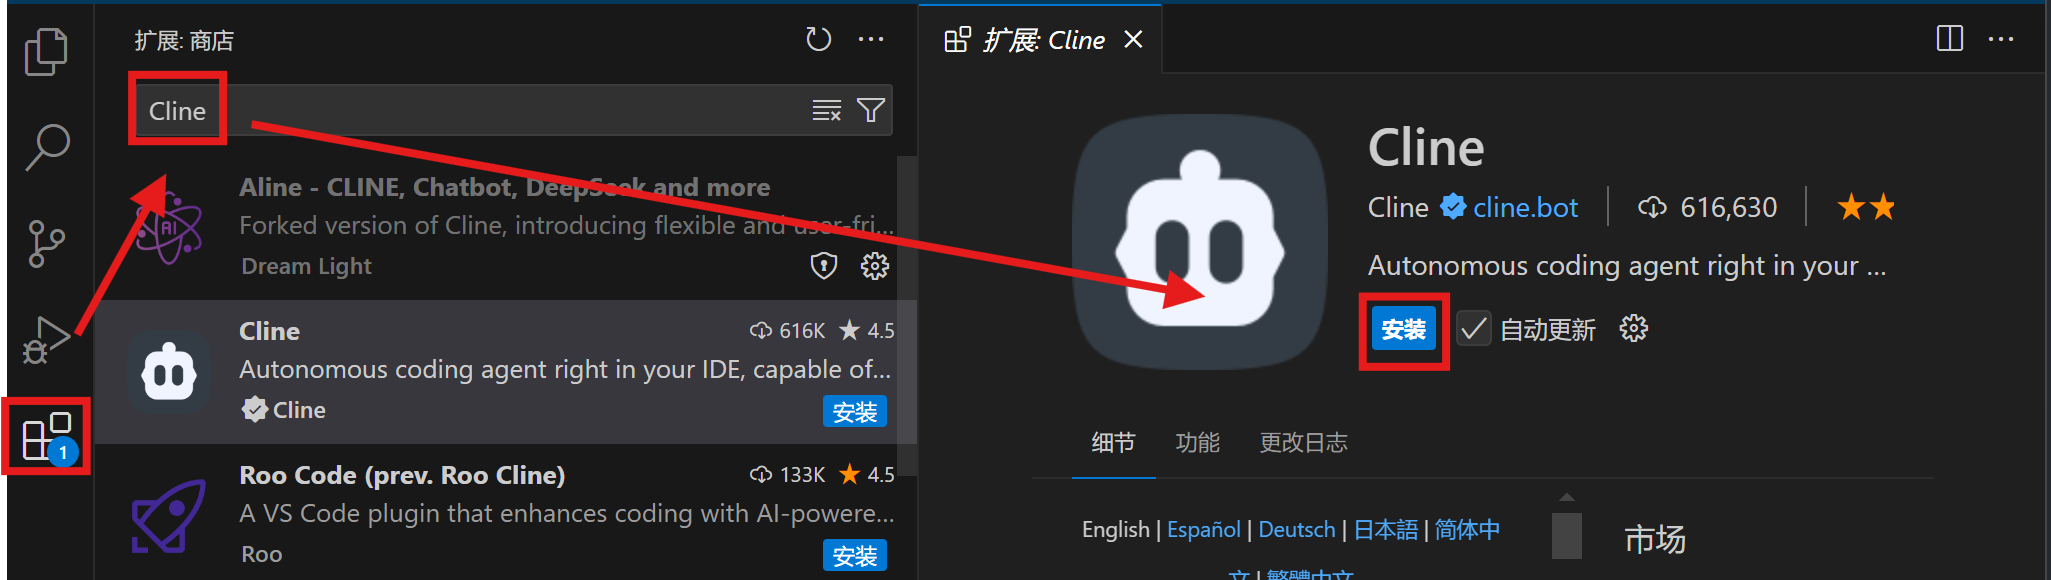 扩展: 商店
Cline
Aline - CLINE, Chatbot, DeepSeek and more
Forked version of Cline, introducing flexible and user-fri...
Dream Light
Cline
616K ★ 4.5
Autonomous coding agent right in your IDE, capable of...
Cline
安装
Roo Code (prev. Roo Cline)
133K ★ 4.5
A VS Code plugin that enhances coding with AI-powere...
Roo
安装
1
AI
扩展: Cline
Cline
Cline cline.bot | 616,630 | ★★
Autonomous coding agent right in your ...
安装 自动更新
细节 功能 更改日志
English | Español | Deutsch | 日本語 | 简体中
文 | 繁體中文
市场